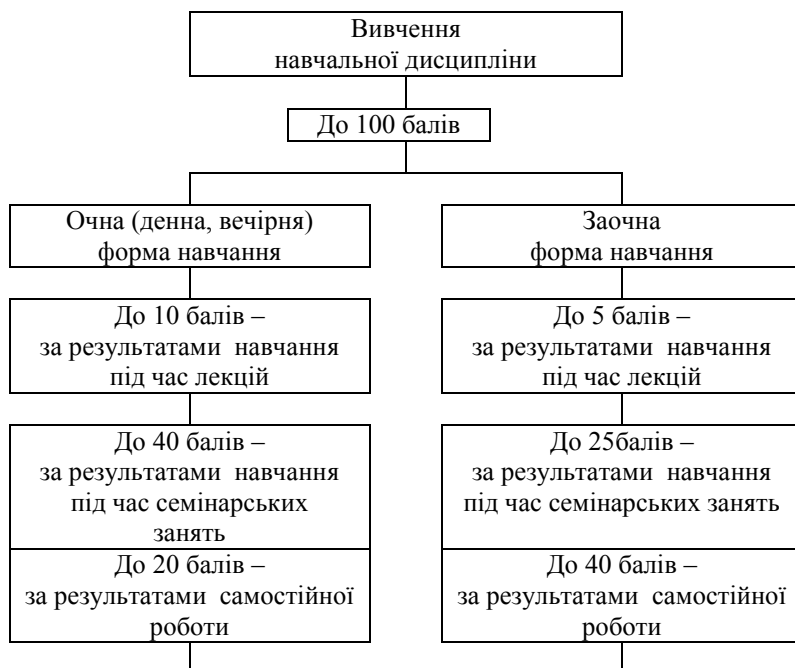 Вивчення
навчальної дисципліни
До 100 балів
Очна (денна, вечірня)
форма навчання
Заочна
форма навчання
До 10 балів –
за результатами навчання
під час лекцій
До 5 балів –
за результатами навчання
під час лекцій
До 40 балів –
за результатами навчання
під час семінарських
занять
До 25балів –
за результатами навчання
під час семінарських занять
До 20 балів –
за результатами самостійної
роботи
До 40 балів –
за результатами самостійної
роботи